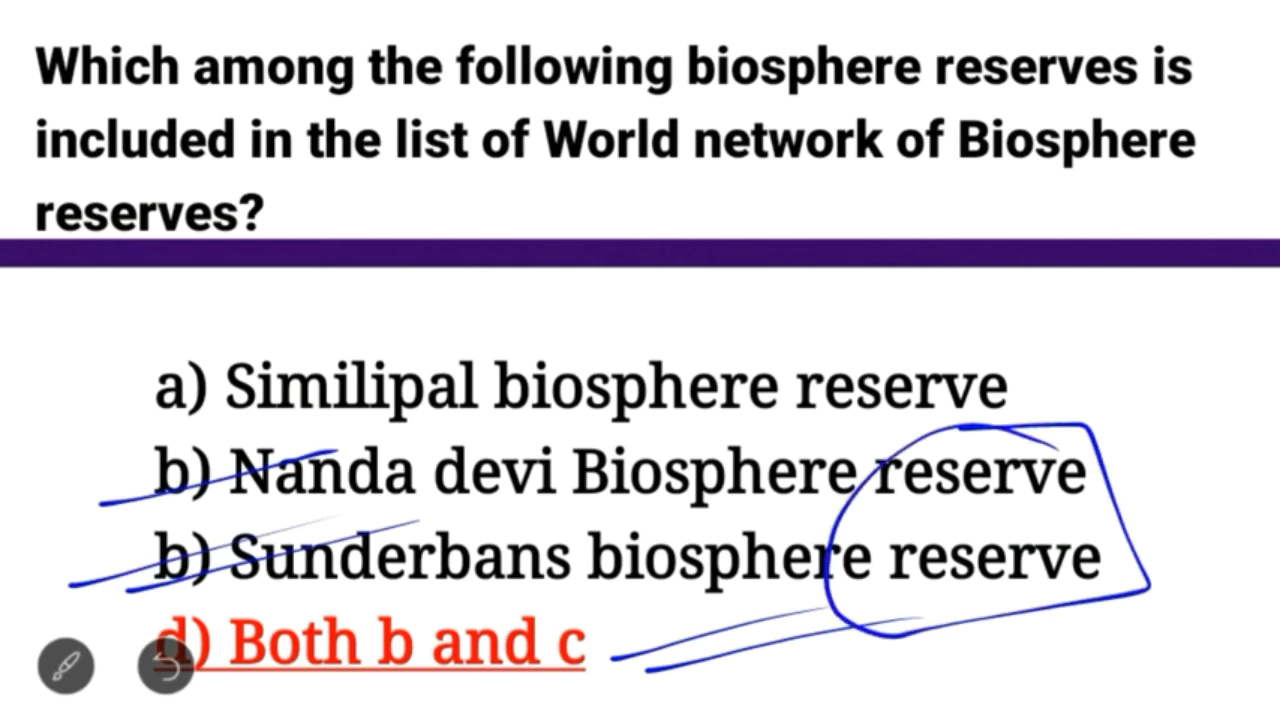 Which among the following biosphere reserves is
included in the list of World network of Biosphere
reserves?
a) Similipal biosphere reserve
b) Nanda devi Biosphere reserve
b) Sunderbans biosphere reserve
d) Both b and c